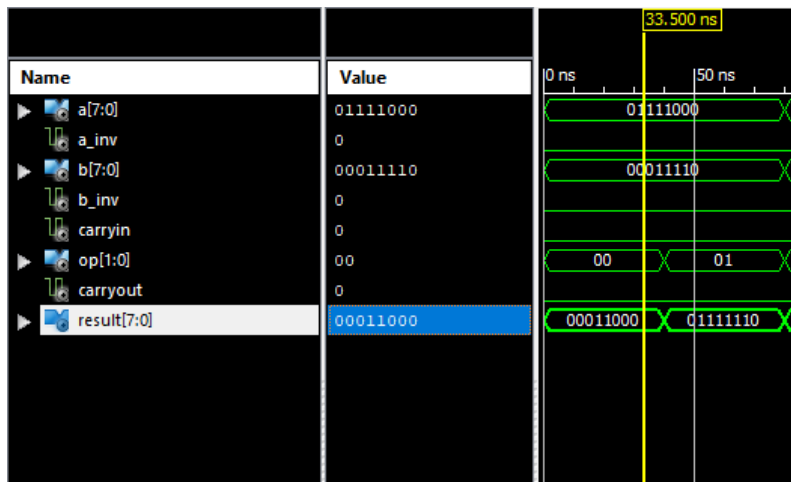 33.500 ns
Name Value 0 ns 50 ns
a[7:0] 01111000 01111000
a_inv 0
b[7:0] 00011110 00011110
b_inv 0
carryin 0
op[1:0] 00 00 01
carryout 0
result[7:0] 00011000 00011000 01111110